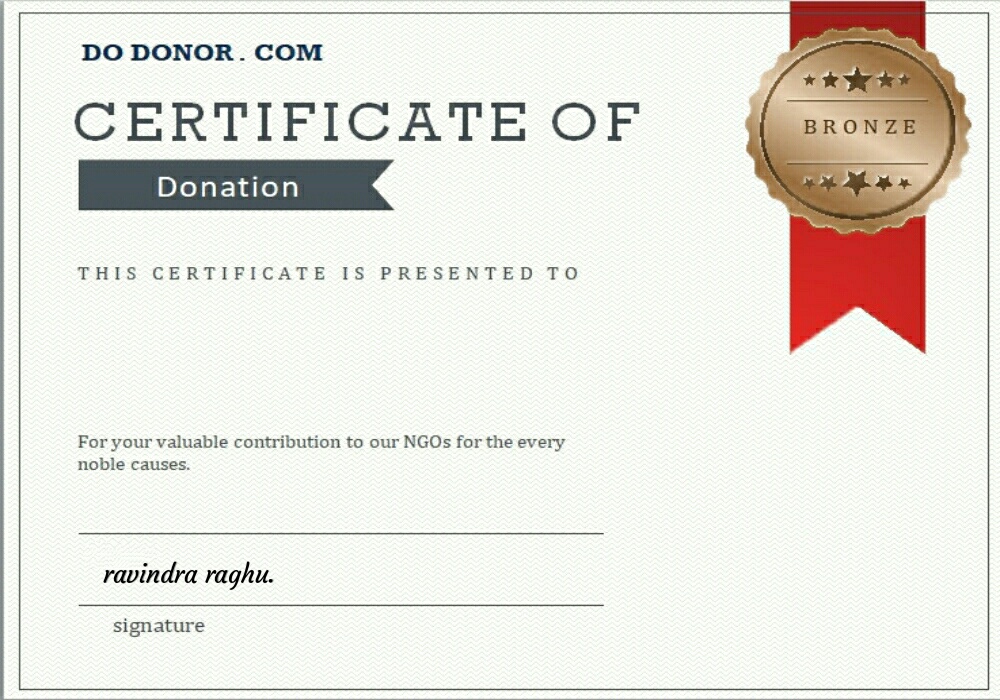 DO DONOR . COM
CERTIFICATE OF
Donation
BRONZE
THIS CERTIFICATE IS PRESENTED TO
For your valuable contribution to our NGOs for the every
noble causes.
ravindra raghu.
signature